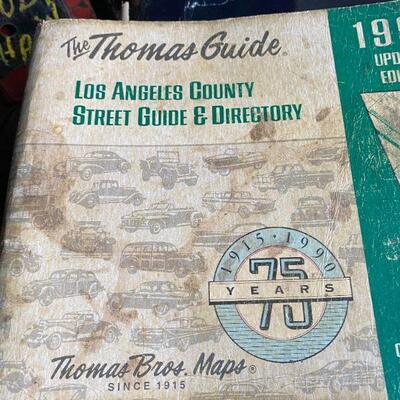 The Thomas Guide®
LOS ANGELES COUNTY
STREET GUIDE & DIRECTORY
1915 · 1990
75
YEARS
Thomas Bros. Maps®
SINCE 1915